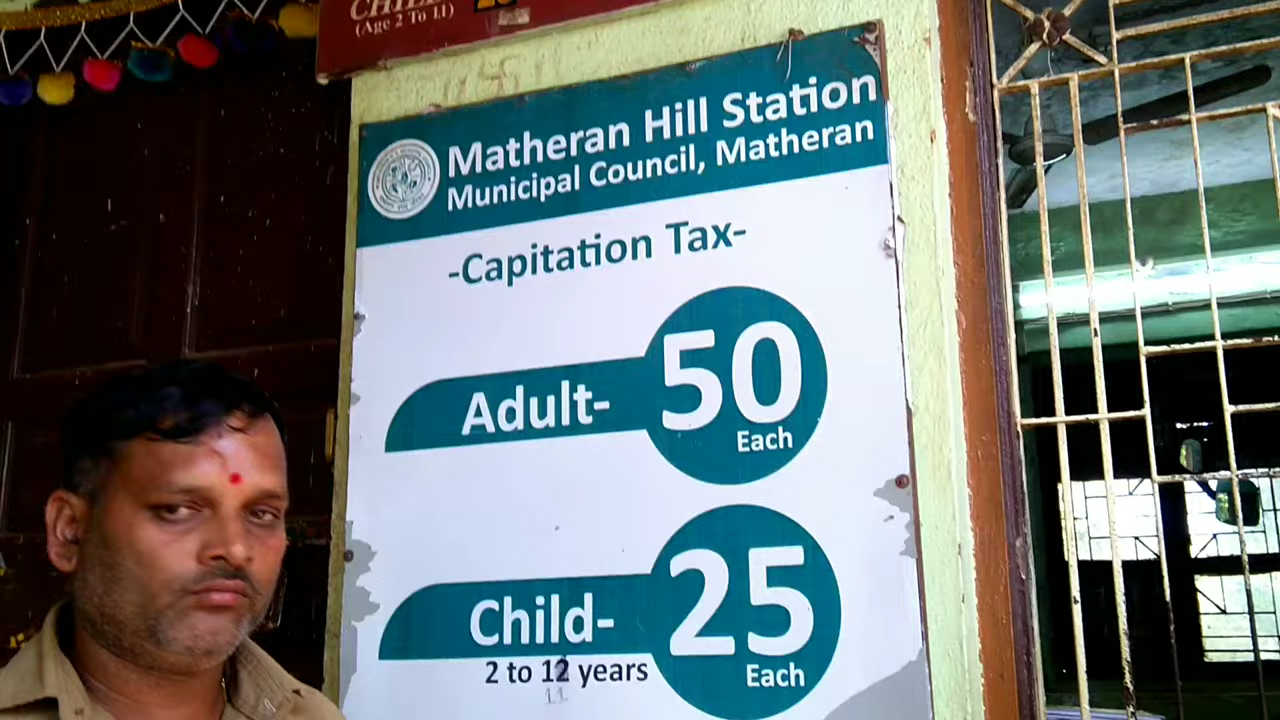 (Age 2 To 11)
Matheran Hill Station
Municipal Council, Matheran
-Capitation Tax-
Adult- 50
Each
Child- 25
2 to 12 years Each
11